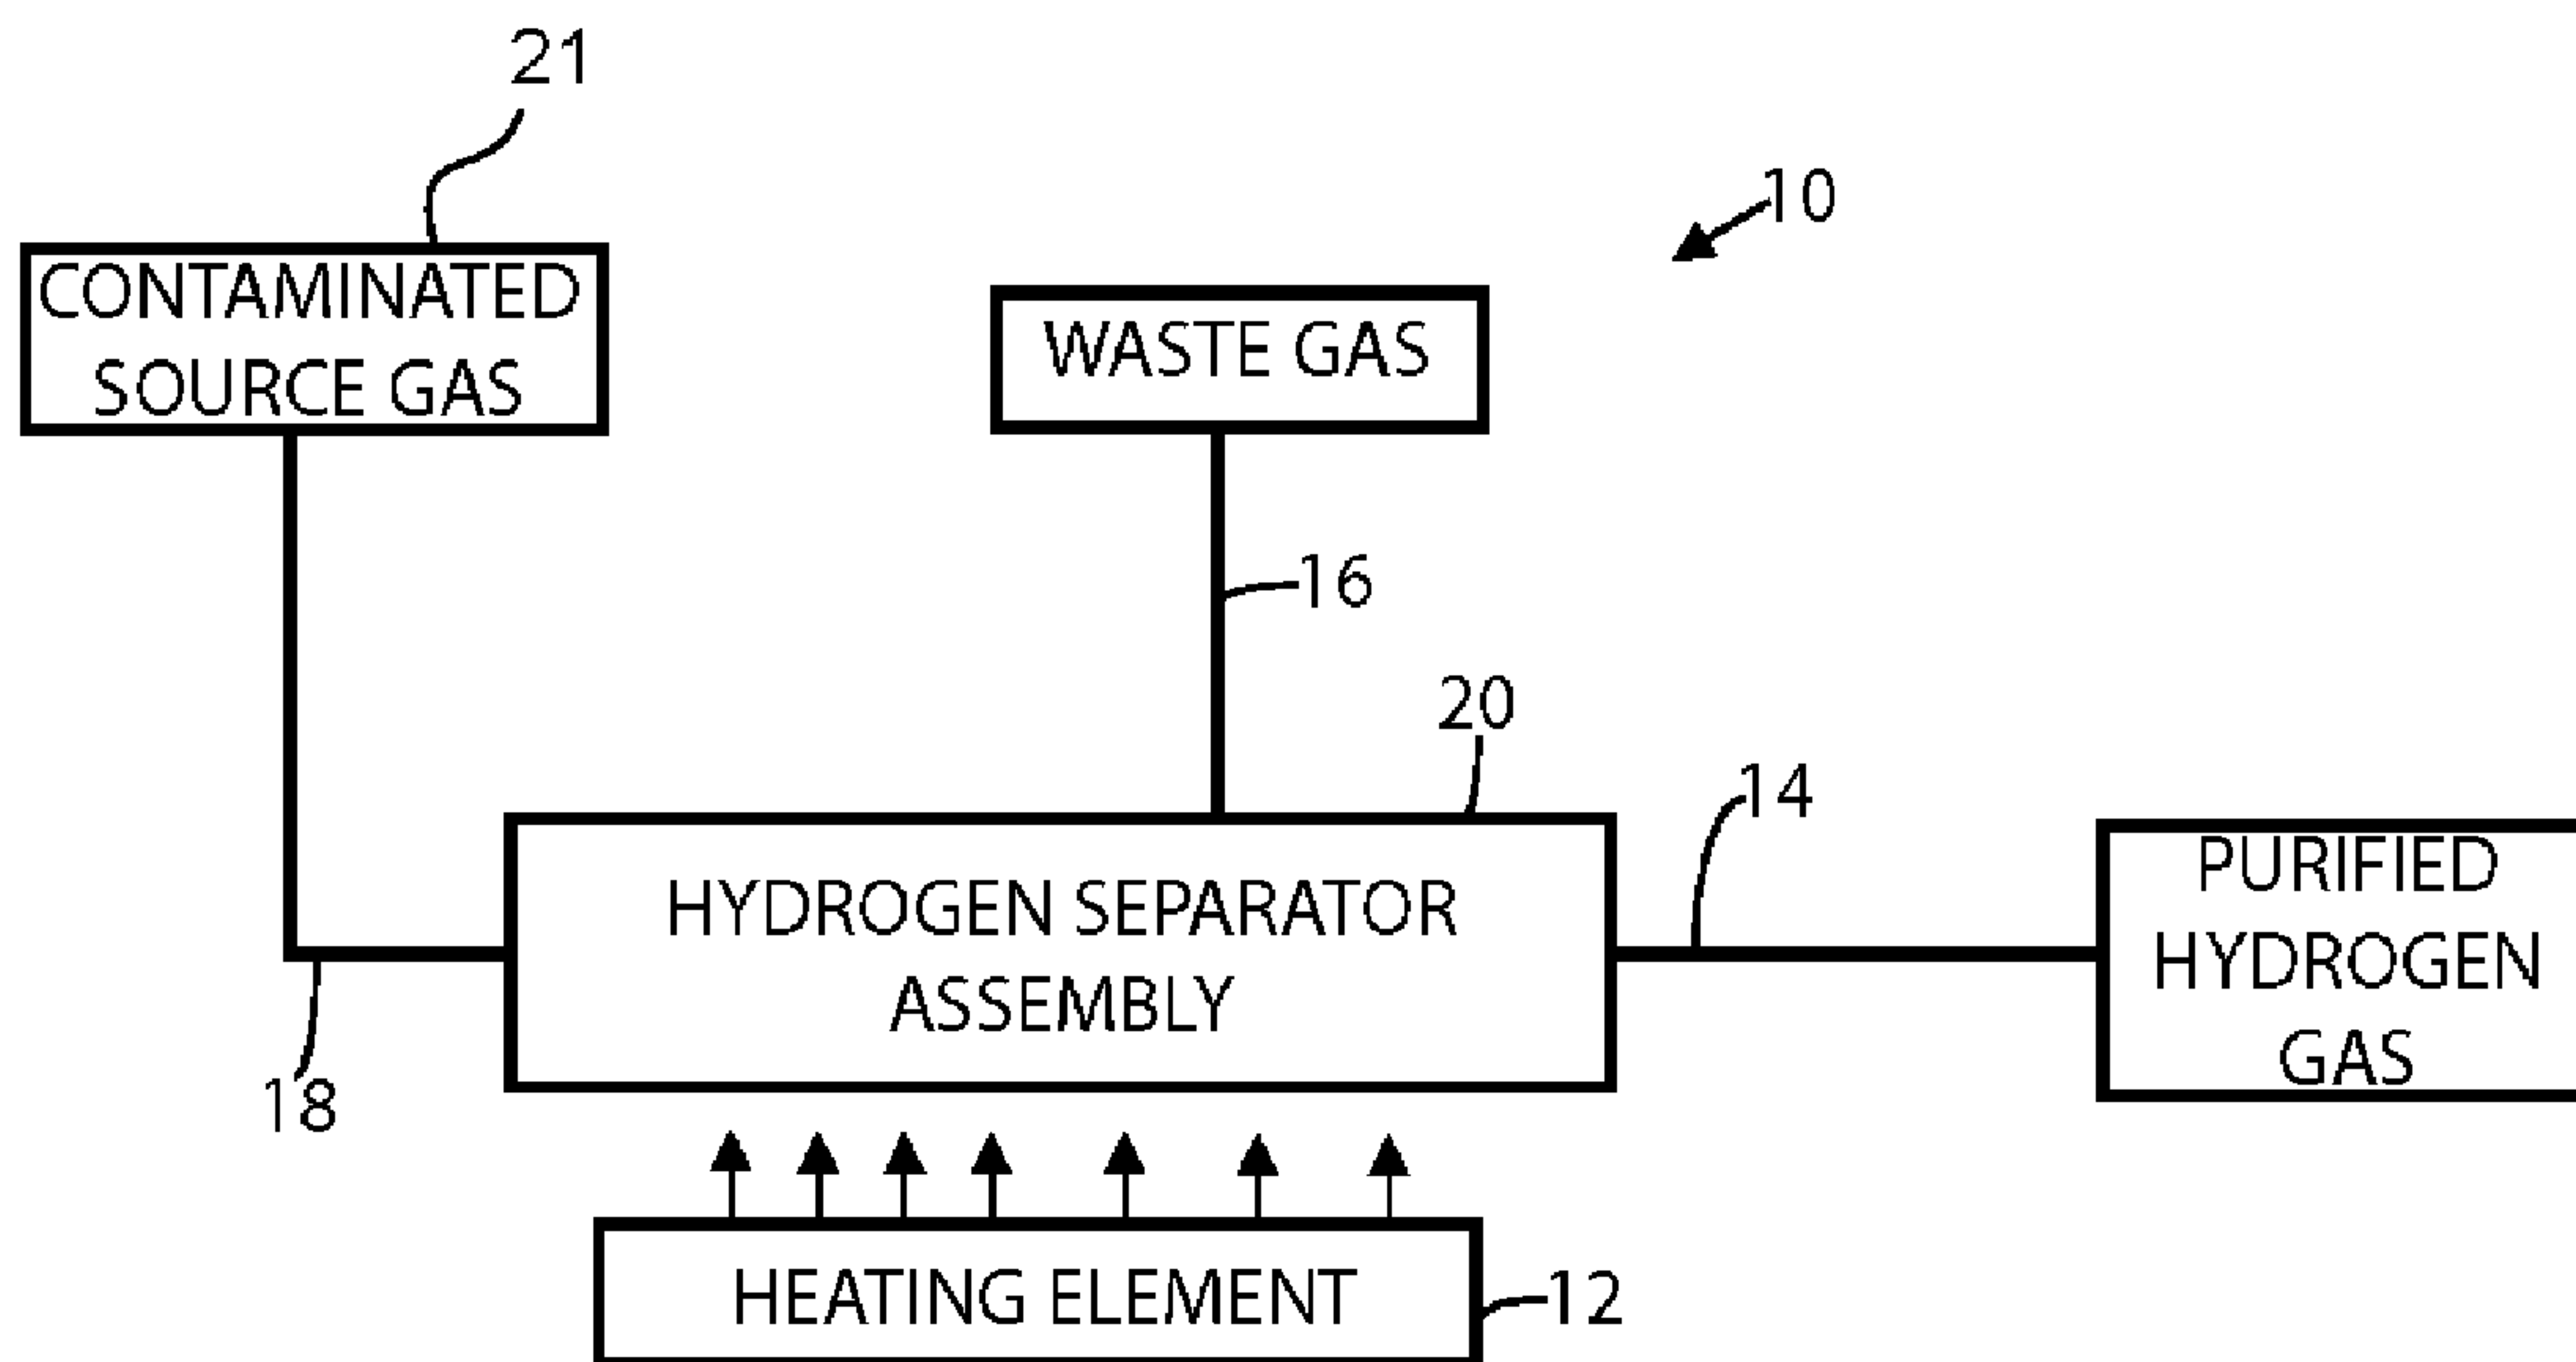 21
10
CONTAMINATED
SOURCE GAS
WASTE GAS
16
20
14
HYDROGEN SEPARATOR
ASSEMBLY
PURIFIED
HYDROGEN
GAS
18
HEATING ELEMENT
12